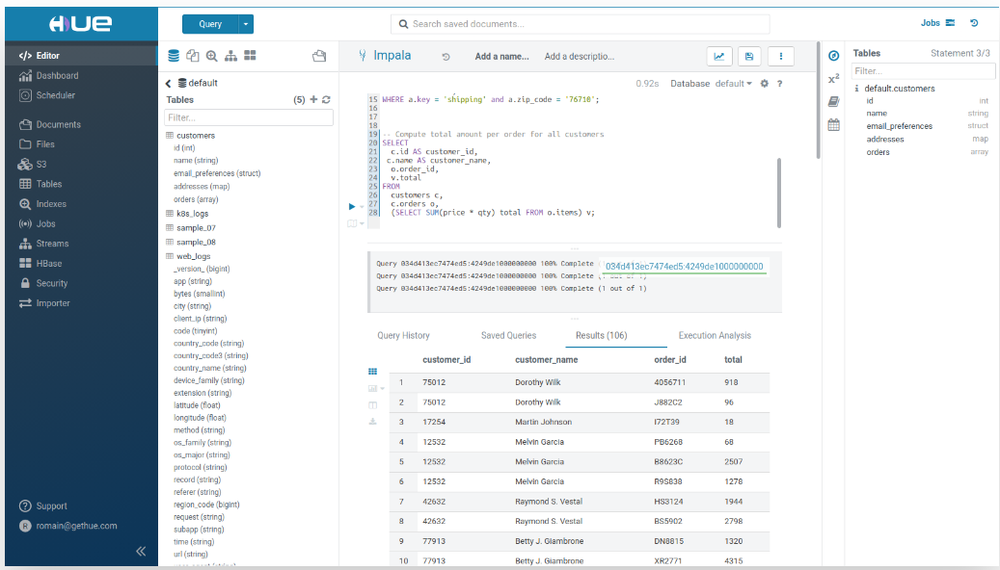 HUE
Query
Search saved documents...
Jobs
</> Editor
Dashboard
Scheduler
Documents
Files
S3
Tables
Indexes
Jobs
Streams
HBase
Security
Importer
Support
R romain@gethue.com
default
Tables (5)
Filter...
customers
id (int)
name (string)
email_preferences (struct)
addresses (map)
orders (array)
k8s_logs
sample_07
sample_08
web_logs
_version_ (bigint)
app (string)
bytes (smallint)
city (string)
client_ip (string)
code (tinyint)
country_code (string)
country_code3 (string)
country_name (string)
device_family (string)
extension (string)
latitude (float)
longitude (float)
method (string)
os_family (string)
os_major (string)
protocol (string)
record (string)
referer (string)
region_code (bigint)
request (string)
subapp (string)
time (string)
url (string)
Impala Add a name... Add a descriptio...
0.92s Database default ?
15 WHERE a.key = 'shipping' and a.zip_code = '76710';
16
17
18
19 -- Compute total amount per order for all customers
20 SELECT
21 c.id AS customer_id,
22 c.name AS customer_name,
23 o.order_id,
24 v.total
25 FROM
26 customers c,
27 c.orders o,
28 (SELECT SUM(price * qty) total FROM o.items) v;
Query 034d413ec7474ed5:4249de1000000000 100% Complete
034d413ec7474ed5:4249de1000000000
Query 034d413ec7474ed5:4249de1000000000 100% Complete (1 out of 1)
Query 034d413ec7474ed5:4249de1000000000 100% Complete (1 out of 1)
Query History Saved Queries Results (106) Execution Analysis
customer_id customer_name order_id total
1 75012 Dorothy Wilk 4056711 918
2 75012 Dorothy Wilk J882C2 96
3 17254 Martin Johnson I72T39 18
4 12532 Melvin Garcia PB6268 68
5 12532 Melvin Garcia B8623C 2507
6 12532 Melvin Garcia R9S838 1278
7 42632 Raymond S. Vestal HS3124 1944
8 42632 Raymond S. Vestal BS5902 2798
9 77913 Betty J. Giambrone DN8815 1320
10 77913 Betty J. Giambrone XR2771 4315
Tables Statement 3/3
Filter...
default.customers
id int
name string
email_preferences struct
addresses map
orders array
x²